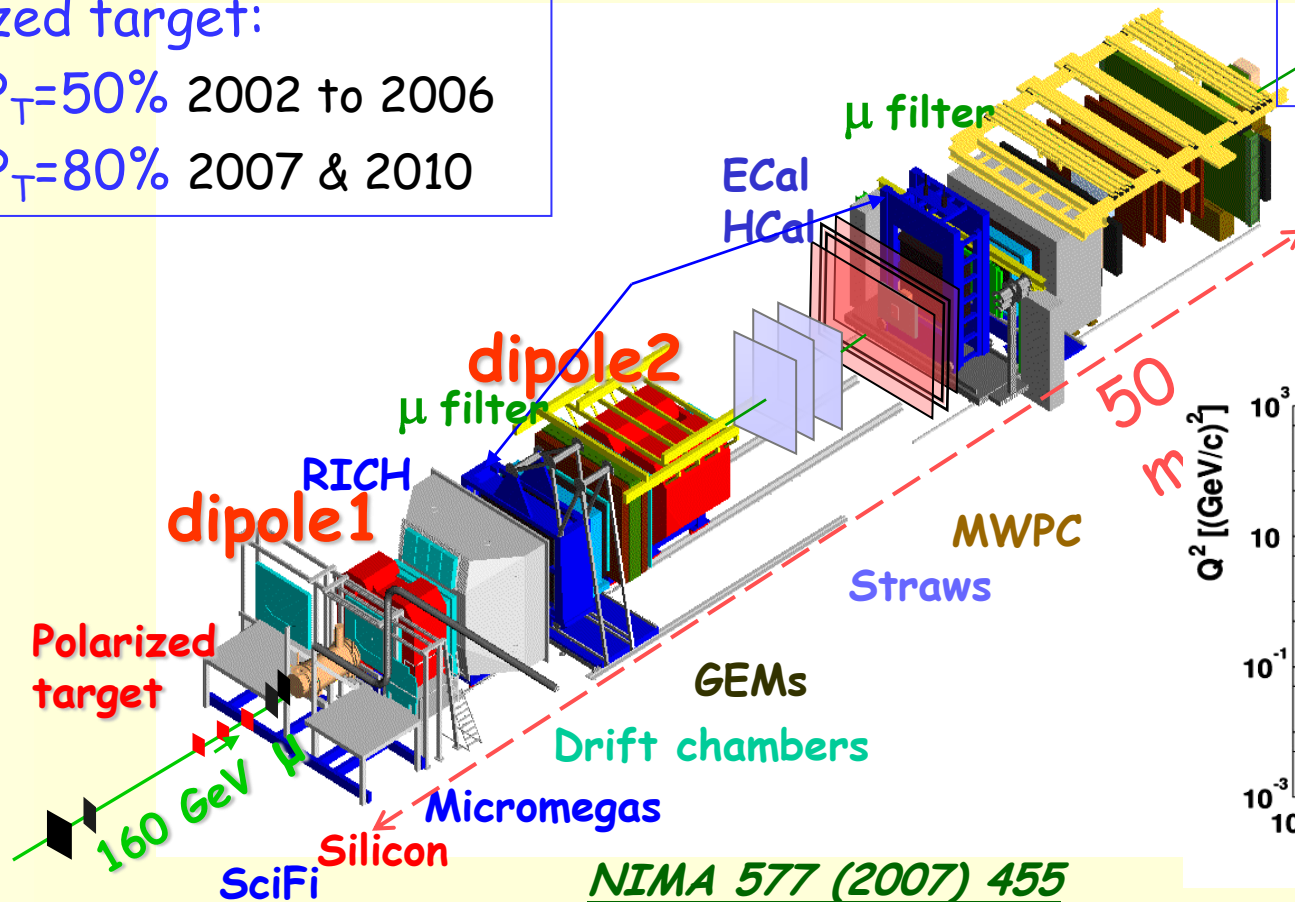 zed target:
P_T=50% 2002 to 2006
P_T=80% 2007 & 2010
μ filter
ECal
HCal
dipole2
μ filter
RICH
dipole1
50
m
Q² [(GeV/c)²]
10³
10
10⁻¹
10⁻³
10
MWPC
Straws
Polarized
target
GEMs
Drift chambers
160 GeV μ
Micromegas
Silicon
SciFi
NIMA 577 (2007) 455